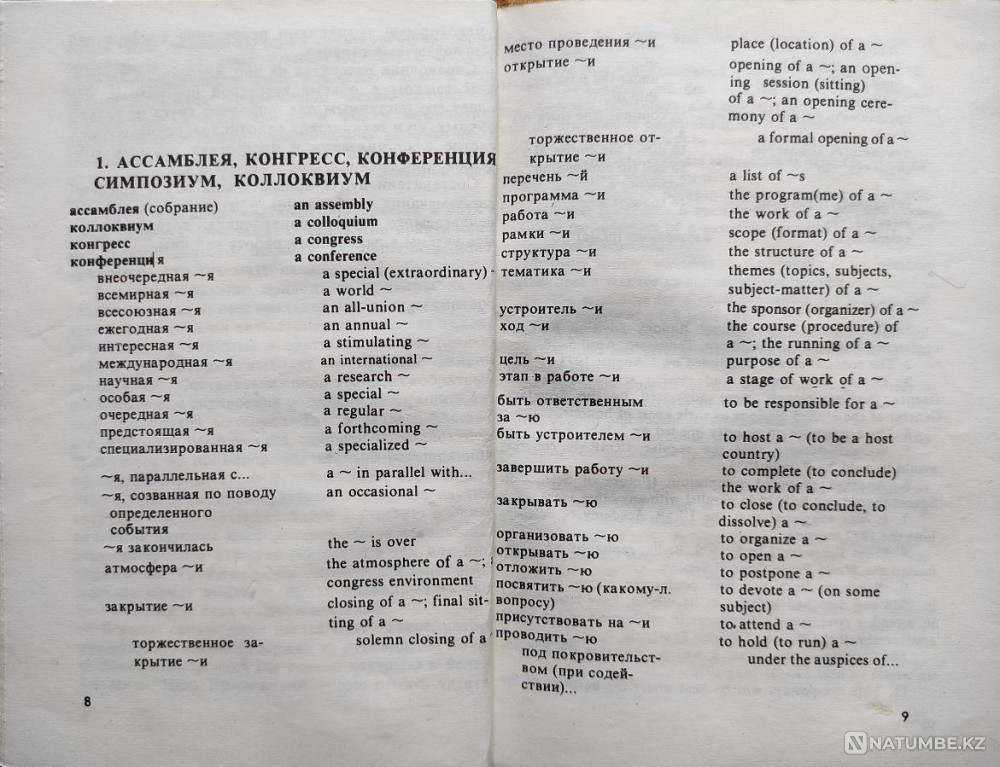 1. АССАМБЛЕЯ, КОНГРЕСС, КОНФЕРЕНЦИЯ
СИМПОЗИУМ, КОЛЛОКВИУМ
ассамблея (собрание) an assembly
коллоквиум a colloquium
конгресс a congress
конференция a conference
внеочередная ~я a special (extraordinary)
всемирная ~я a world ~
всесоюзная ~я an all-union ~
ежегодная ~я an annual ~
интересная ~я a stimulating ~
международная ~я an international ~
научная ~я a research ~
особая ~я a special ~
очередная ~я a regular ~
предстоящая ~я a forthcoming ~
специализированная ~я a specialized ~
~я, параллельная с... a ~ in parallel with...
~я, созванная по поводу an occasional ~
определенного
события
~я закончилась the ~ is over
атмосфера ~и the atmosphere of a ~;
congress environment
закрытие ~и closing of a ~; final sit-
ting of a ~
торжественное за- solemn closing of a
крытие ~и
8
место проведения ~и place (location) of a ~
открытие ~и opening of a ~; an open-
ing session (sitting)
of a ~; an opening cere-
mony of a ~
торжественное от- a formal opening of a ~
крытие ~и
перечень ~й a list of ~s
программа ~и the program(me) of a ~
работа ~и the work of a ~
рамки ~и scope (format) of a ~
структура ~и the structure of a ~
тематика ~и themes (topics, subjects,
subject-matter) of a ~
устроитель ~и the sponsor (organizer) of a ~
ход ~и the course (procedure) of
a ~; the running of a ~
цель ~и purpose of a ~
этап в работе ~и a stage of work of a ~
быть ответственным to be responsible for a ~
за ~ю
быть устроителем ~и to host a ~ (to be a host
country)
завершить работу ~и to complete (to conclude)
the work of a ~
закрывать ~ю to close (to conclude, to
dissolve) a ~
организовать ~ю to organize a ~
открывать ~ю to open a ~
отложить ~ю to postpone a ~
посвятить ~ю (какому-л. to devote a ~ (on some
вопросу) subject)
присутствовать на ~и to attend a ~
проводить ~ю to hold (to run) a ~
под покровительст- under the auspices of...
вом (при содей-
ствии)...
9
NATUMBE.KZ